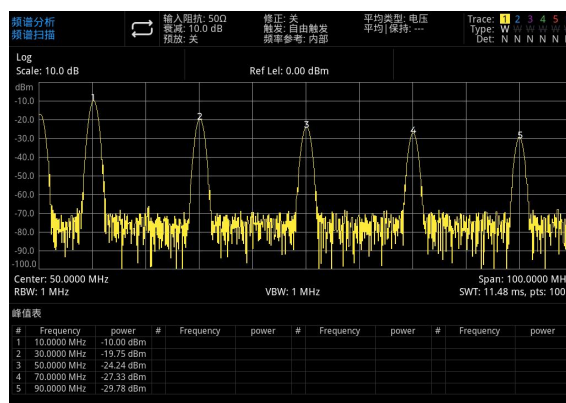 频谱分析
频谱扫描
输入阻抗: 50Ω
衰减: 10.0 dB
预放: 关
修正: 关
触发: 自由触发
频率参考: 内部
平均类型: 电压
平均|保持: ---
Trace: 1 2 3 4 5
Type: W W W W W
Det: N N N N N
Log
Scale: 10.0 dB
Ref Lel: 0.00 dBm
dBm
-10.0
-20.0
-30.0
-40.0
-50.0
-60.0
-70.0
-80.0
-90.0
-100.0
1
2
3
4
5
Center: 50.0000 MHz
Span: 100.0000 MH
RBW: 1 MHz
VBW: 1 MHz
SWT: 11.48 ms, pts: 100
峰值表
# Frequency power # Frequency power # Frequency power # Frequency power
1 10.0000 MHz -10.00 dBm
2 30.0000 MHz -19.75 dBm
3 50.0000 MHz -24.24 dBm
4 70.0000 MHz -27.33 dBm
5 90.0000 MHz -29.78 dBm